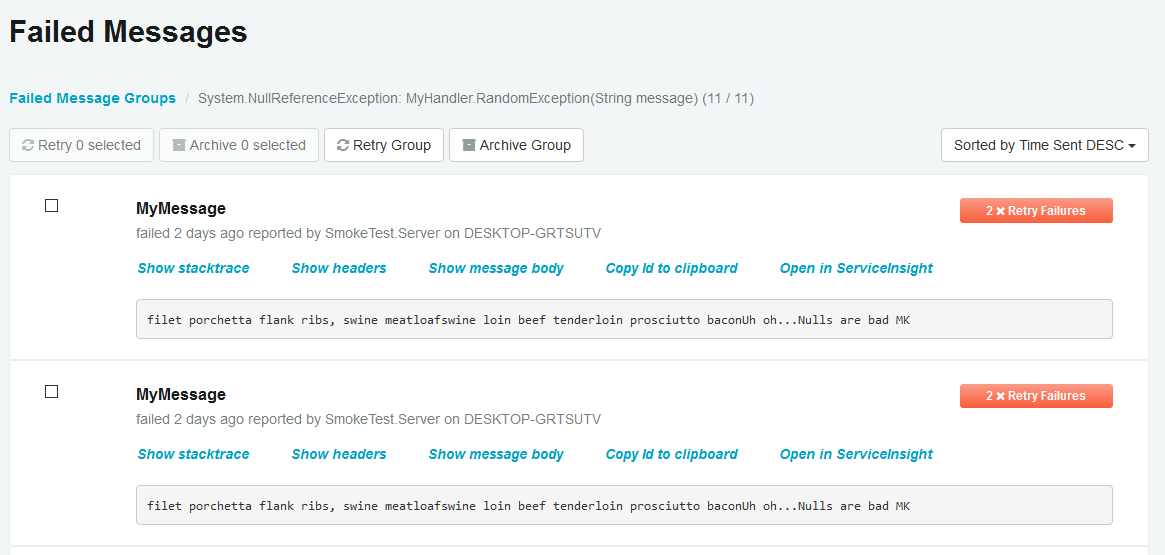 Failed Messages
Failed Message Groups / System.NullReferenceException: MyHandler.RandomException(String message) (11 / 11)
Retry 0 selected Archive 0 selected Retry Group Archive Group Sorted by Time Sent DESC
MyMessage 2 ✖ Retry Failures
failed 2 days ago reported by SmokeTest.Server on DESKTOP-GRTSUTV
Show stacktrace Show headers Show message body Copy Id to clipboard Open in ServiceInsight
filet porchetta flank ribs, swine meatloafswine loin beef tenderloin prosciutto baconUh oh...Nulls are bad MK
MyMessage 2 ✖ Retry Failures
failed 2 days ago reported by SmokeTest.Server on DESKTOP-GRTSUTV
Show stacktrace Show headers Show message body Copy Id to clipboard Open in ServiceInsight
filet porchetta flank ribs, swine meatloafswine loin beef tenderloin prosciutto baconUh oh...Nulls are bad MK